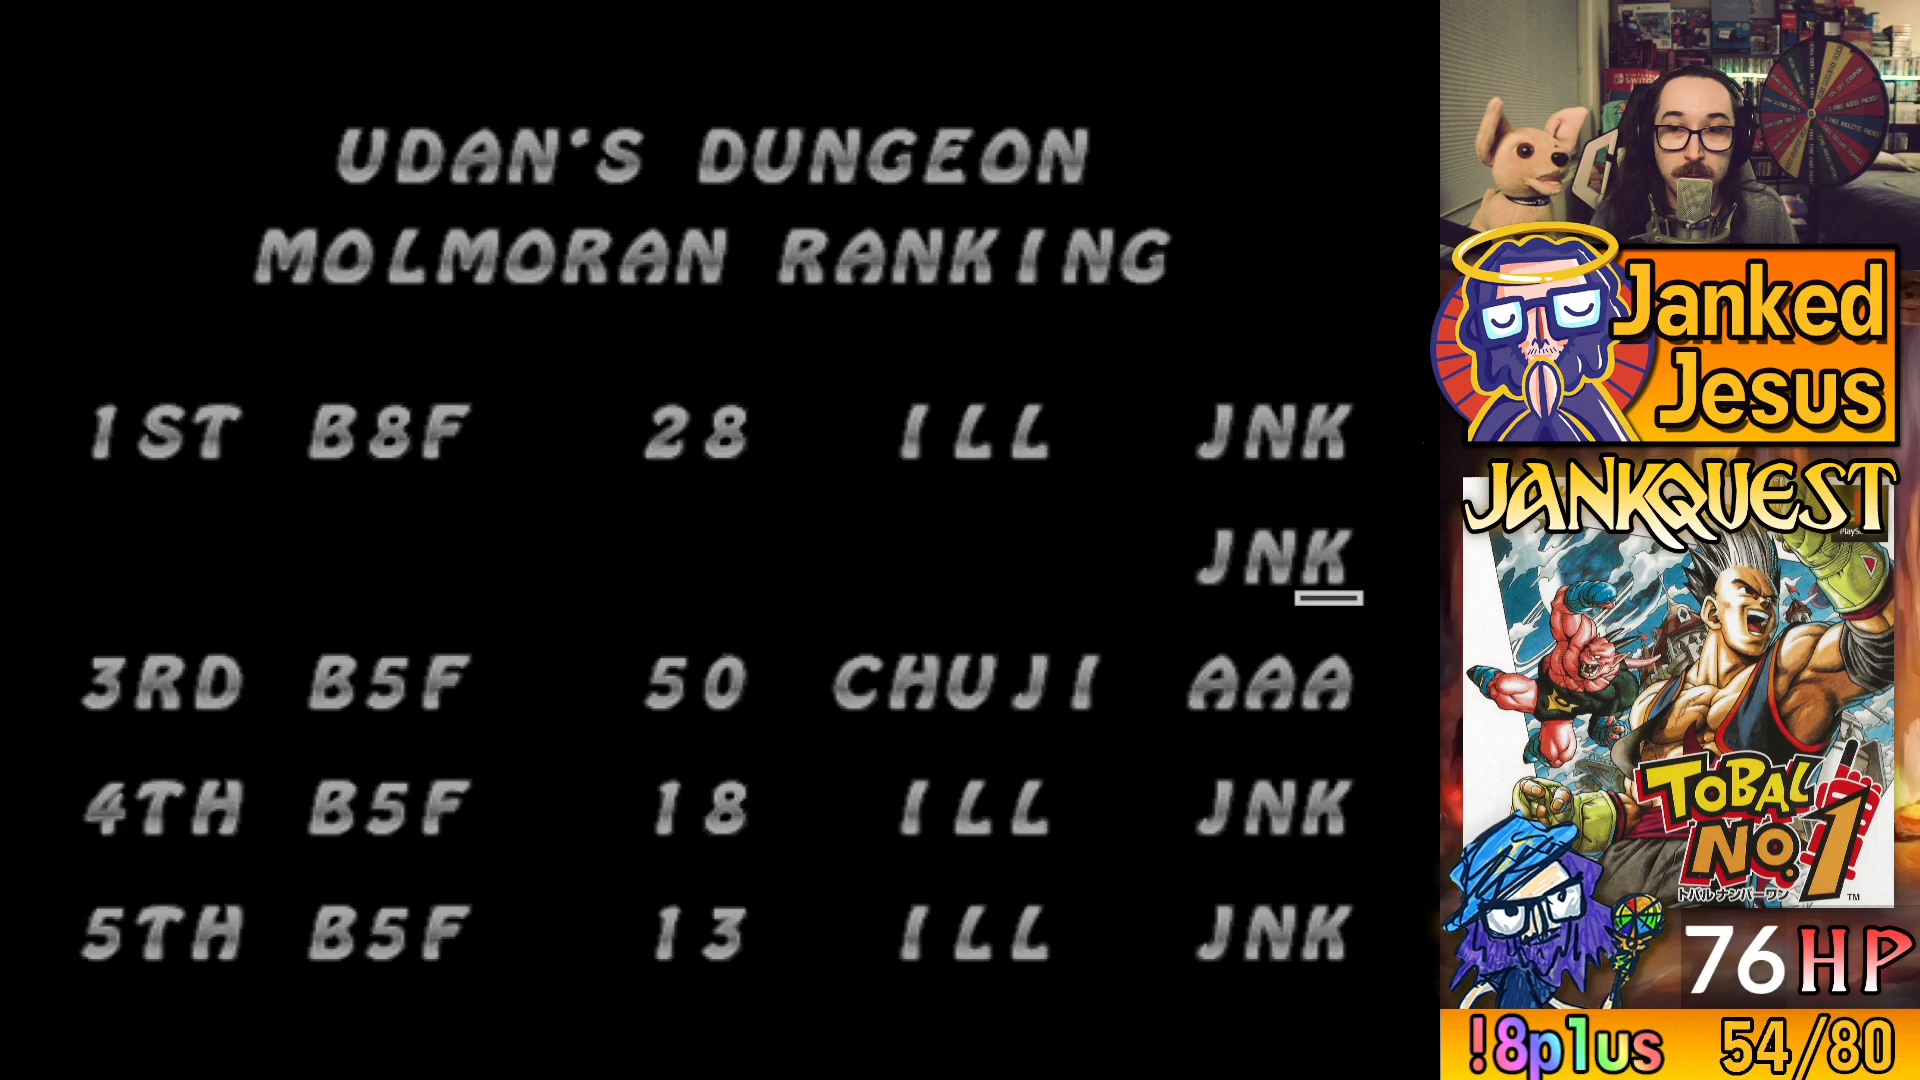 UDAN'S DUNGEON
MOLMORAN RANKING
1ST B8F 28 ILL JNK
JNK
3RD B5F 50 CHUJI AAA
4TH B5F 18 ILL JNK
5TH B5F 13 ILL JNK
Janked
Jesus
JANKQUEST
TOBAL
NO.1
トバルナンバーワン
TM
76 HP
!8p1us 54/80